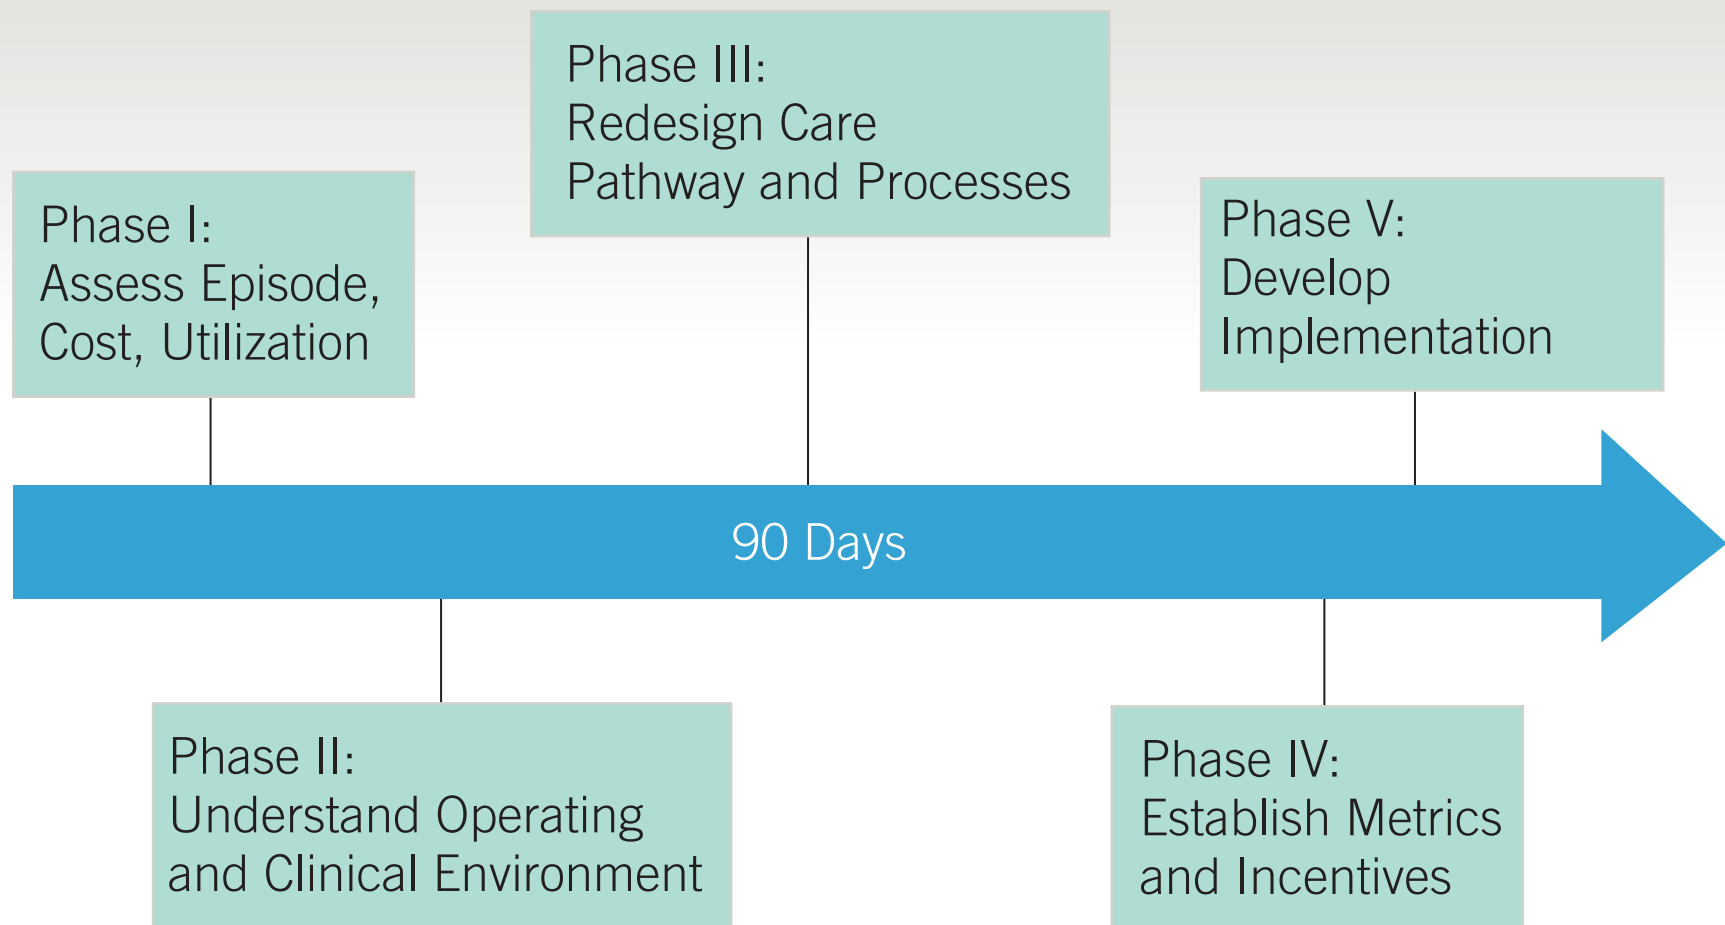 Phase I:
Assess Episode,
Cost, Utilization
Phase III:
Redesign Care
Pathway and Processes
Phase V:
Develop
Implementation
90 Days
Phase II:
Understand Operating
and Clinical Environment
Phase IV:
Establish Metrics
and Incentives